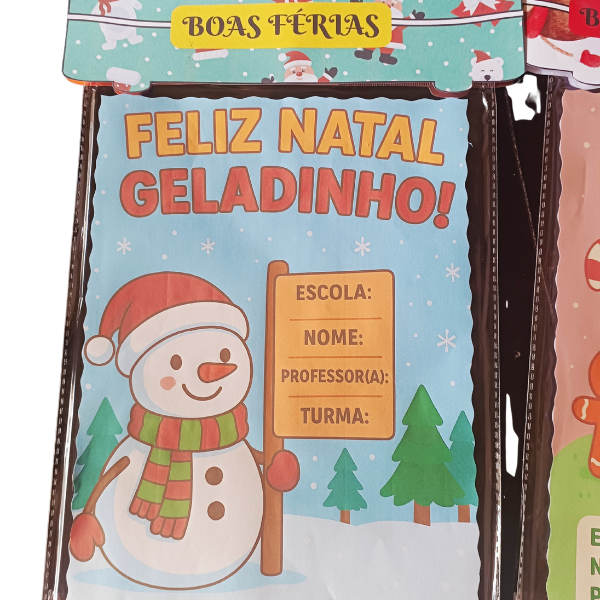 BOAS FÉRIAS
FELIZ NATAL
GELADINHO!
ESCOLA:
NOME:
PROFESSOR(A):
TURMA: